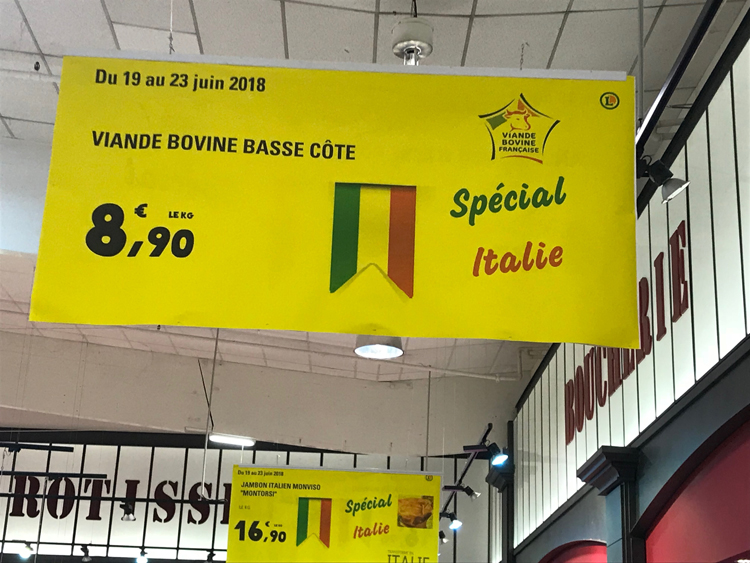 Du 19 au 23 juin 2018
VIANDE BOVINE BASSE CÔTE
VIANDE
BOVINE
FRANÇAISE
8,90 € LE KG
Spécial
Italie
BOUCHERIE
ROTISS
Du 19 au 23 juin 2018
JAMBON ITALIEN MONVISO
"MONTORSI"
16,90 €
Spécial
Italie
ITALIE